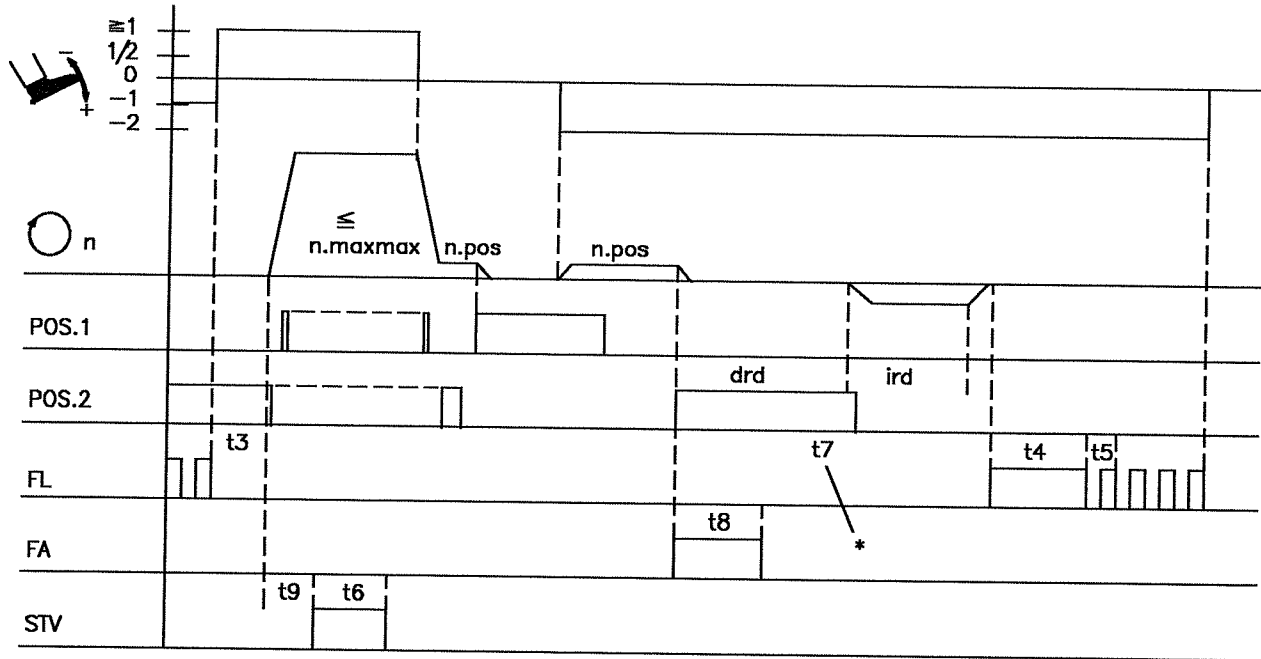 ≧1
1/2
0
-1
-2
-
+
n
≦
n.maxmax
n.pos
n.pos
POS.1
drd
ird
POS.2
t3
t7
t4
t5
FL
t8
FA
*
t9
t6
STV